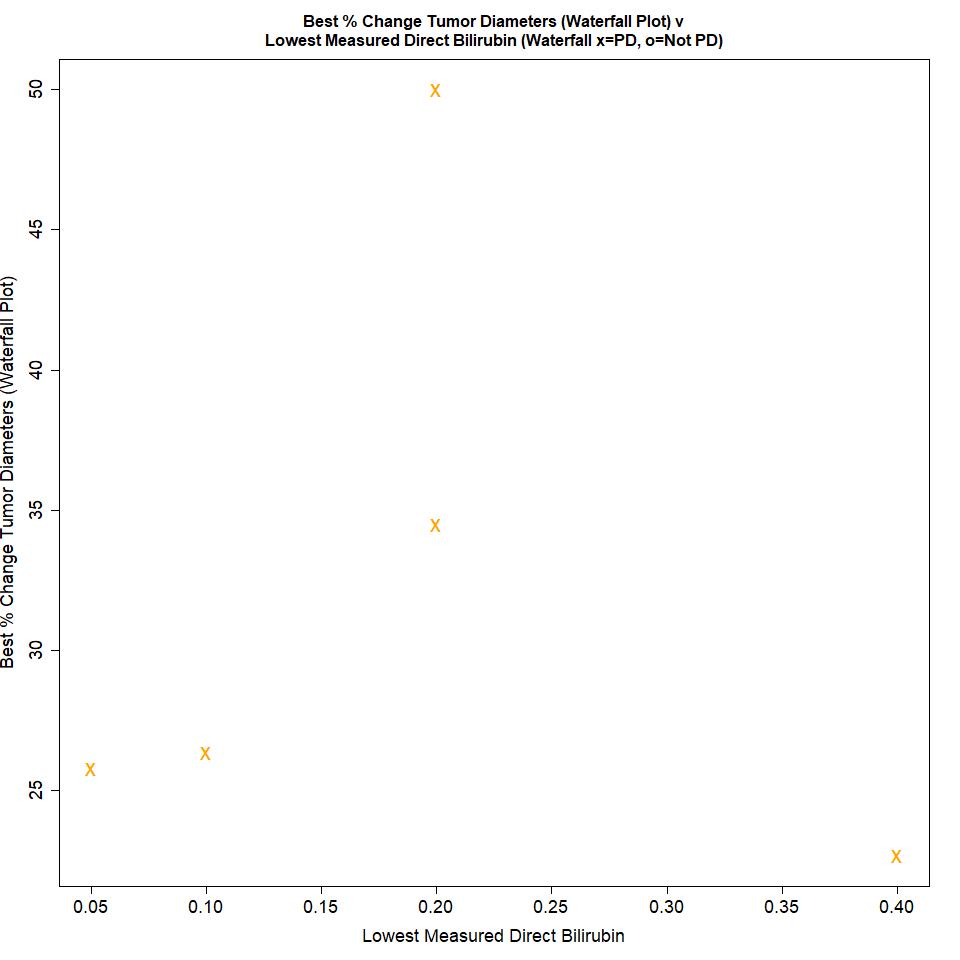 Best % Change Tumor Diameters (Waterfall Plot) v
Lowest Measured Direct Bilirubin (Waterfall x=PD, o=Not PD)
Best % Change Tumor Diameters (Waterfall Plot)
50
45
40
35
30
25
X
X
X
X
X
0.05
0.10
0.15
0.20
0.25
0.30
0.35
0.40
Lowest Measured Direct Bilirubin